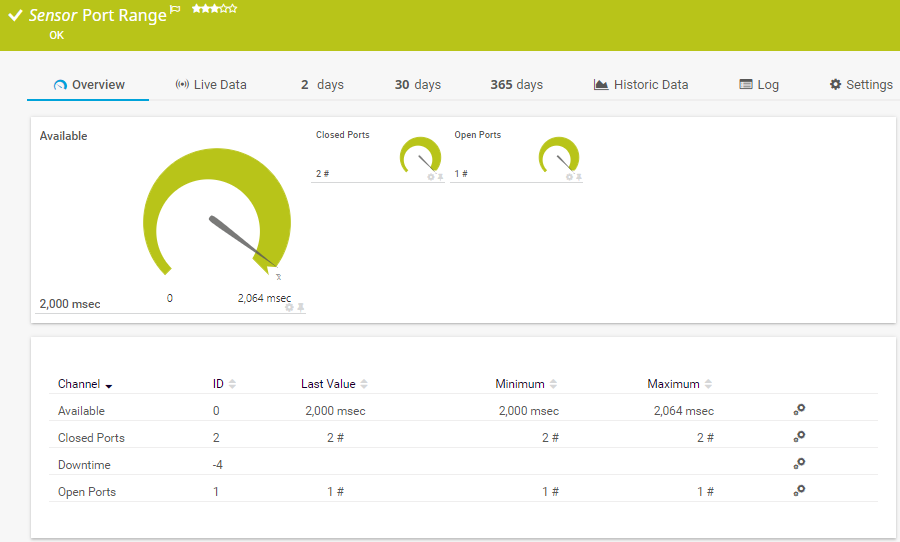 Sensor Port Range
OK
Overview Live Data 2 days 30 days 365 days Historic Data Log Settings
Available
Closed Ports
Open Ports
2 #
1 #
0
2,064 msec
2,000 msec
Channel ID Last Value Minimum Maximum
Available 0 2,000 msec 2,000 msec 2,064 msec
Closed Ports 2 2 # 2 # 2 #
Downtime -4
Open Ports 1 1 # 1 # 1 #